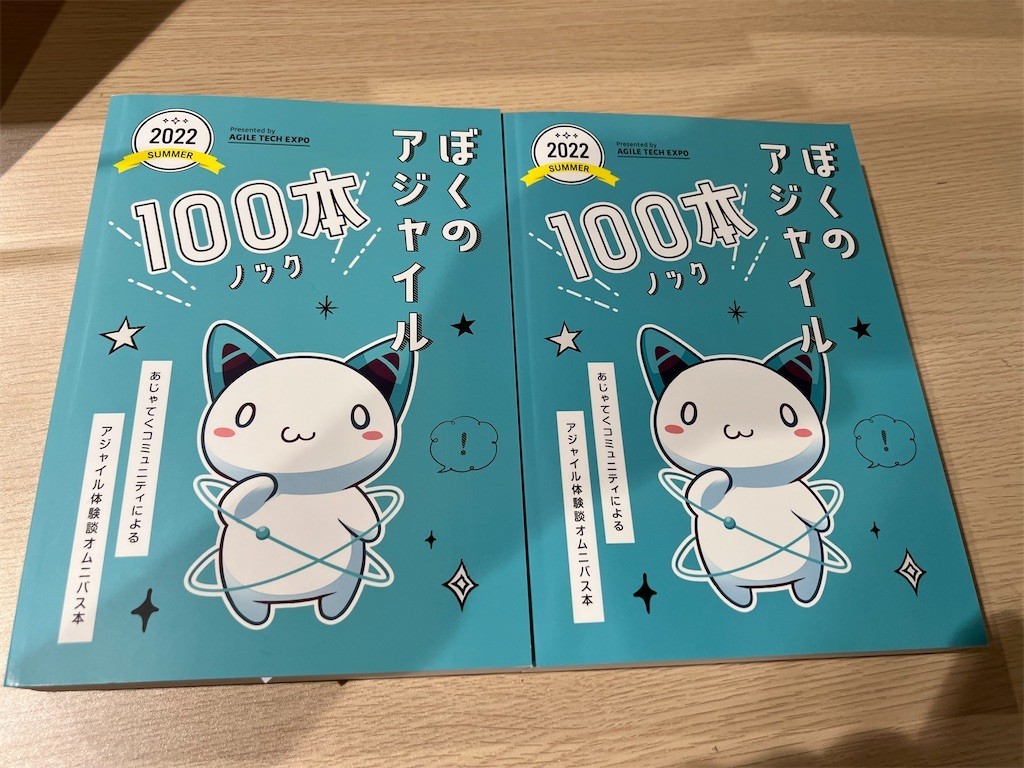 2022
SUMMER
Presented by
AGILE TECH EXPO
ぼくの
アジャイル
100本
ノック
あじゃてくコミュニティによる
アジャイル体験談オムニバス本
!
2022
SUMMER
Presented by
AGILE TECH EXPO
ぼくの
アジャイル
100本
ノック
あじゃてくコミュニティによる
アジャイル体験談オムニバス本
!